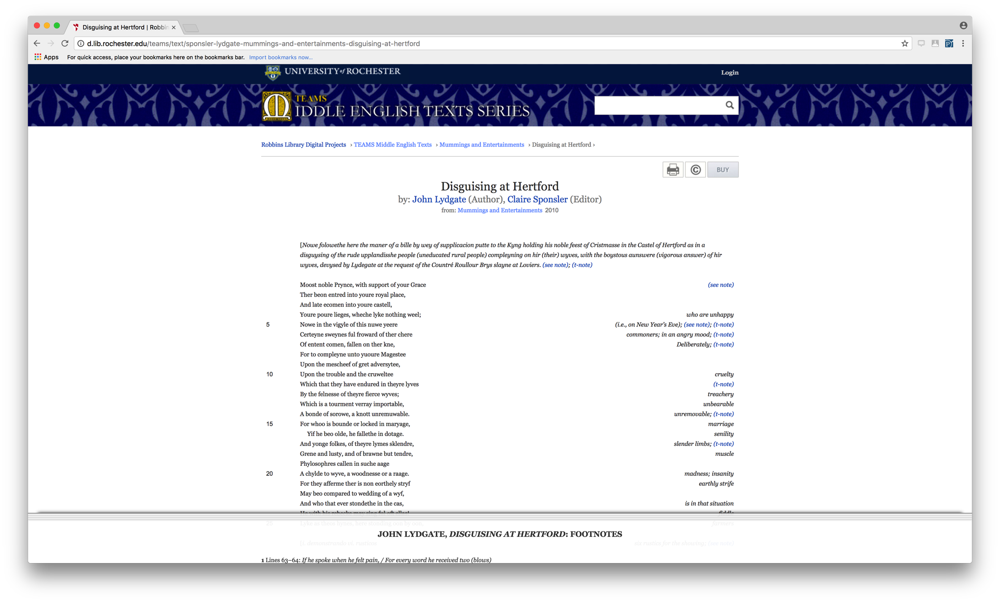 Disguising at Hertford | Robbin
d.lib.rochester.edu/teams/text/sponsler-lydgate-mummings-and-entertainments-disguising-at-hertford
Apps For quick access, place your bookmarks here on the bookmarks bar. Import bookmarks now...
UNIVERSITY of ROCHESTER
Login
TEAMS
MIDDLE ENGLISH TEXTS SERIES
Robbins Library Digital Projects › TEAMS Middle English Texts › Mummings and Entertainments › Disguising at Hertford ›
© BUY
Disguising at Hertford
by: John Lydgate (Author), Claire Sponsler (Editor)
from: Mummings and Entertainments 2010
[Nowe folowethe here the maner of a bille by wey of supplicacion putte to the Kyng holding his noble feest of Cristmasse in the Castel of Hertford as in a
disguysing of the rude upplandisshe people (uneducated rural people) compleyning on hir (their) wyves, with the boystous aunswere (vigorous answer) of hir
wyves, devysed by Lydegate at the request of the Countré Roullour Brys slayne at Loviers. (see note); (t-note)
Moost noble Prynce, with support of your Grace (see note)
Ther beon entred into youre royal place,
And late ecomen into youre castell,
Youre poure lieges, wheche lyke nothing weel; who are unhappy
5 Nowe in the vigyle of this nuwe yeere (i.e., on New Year’s Eve); (see note); (t-note)
Certeyne sweynes ful froward of ther chere commoners; in an angry mood; (t-note)
Of entent comen, fallen on ther kne, Deliberately; (t-note)
For to compleyne unto yuoure Magestee
Upon the mescheef of gret adversytee,
10 Upon the trouble and the cruweltee cruelty
Which that they have endured in theyre lyves (t-note)
By the felnesse of theyre fierce wyves; treachery
Which is a tourment verray importable, unbearable
A bonde of sorowe, a knott unremuwable. unremovable; (t-note)
15 For whoo is bounde or locked in maryage, marriage
Yif he beo olde, he fallethe in dotage. senility
And yonge folkes, of theyre lymes sklendre, slender limbs; (t-note)
Grene and lusty, and of brawne but tendre, muscle
Phylosophres callen in suche aage
20 A chylde to wyve, a woodnesse or a raage. madness; insanity
For they afferme ther is non eorthely stryf earthly strife
May beo compared to wedding of a wyf,
And who that ever stondethe in the cas, is in that situation
He with his rebecke may sing ful oft ellas! fiddle
25 Lyke as theos hynes, here stonding oon by oon, farmers
JOHN LYDGATE, DISGUISING AT HERTFORD: FOOTNOTES
[i. demonstrando vi. rusticos six rustics for the showing; (see note)
1 Lines 63–64: If he spoke when he felt pain, / For every word he received two (blows)